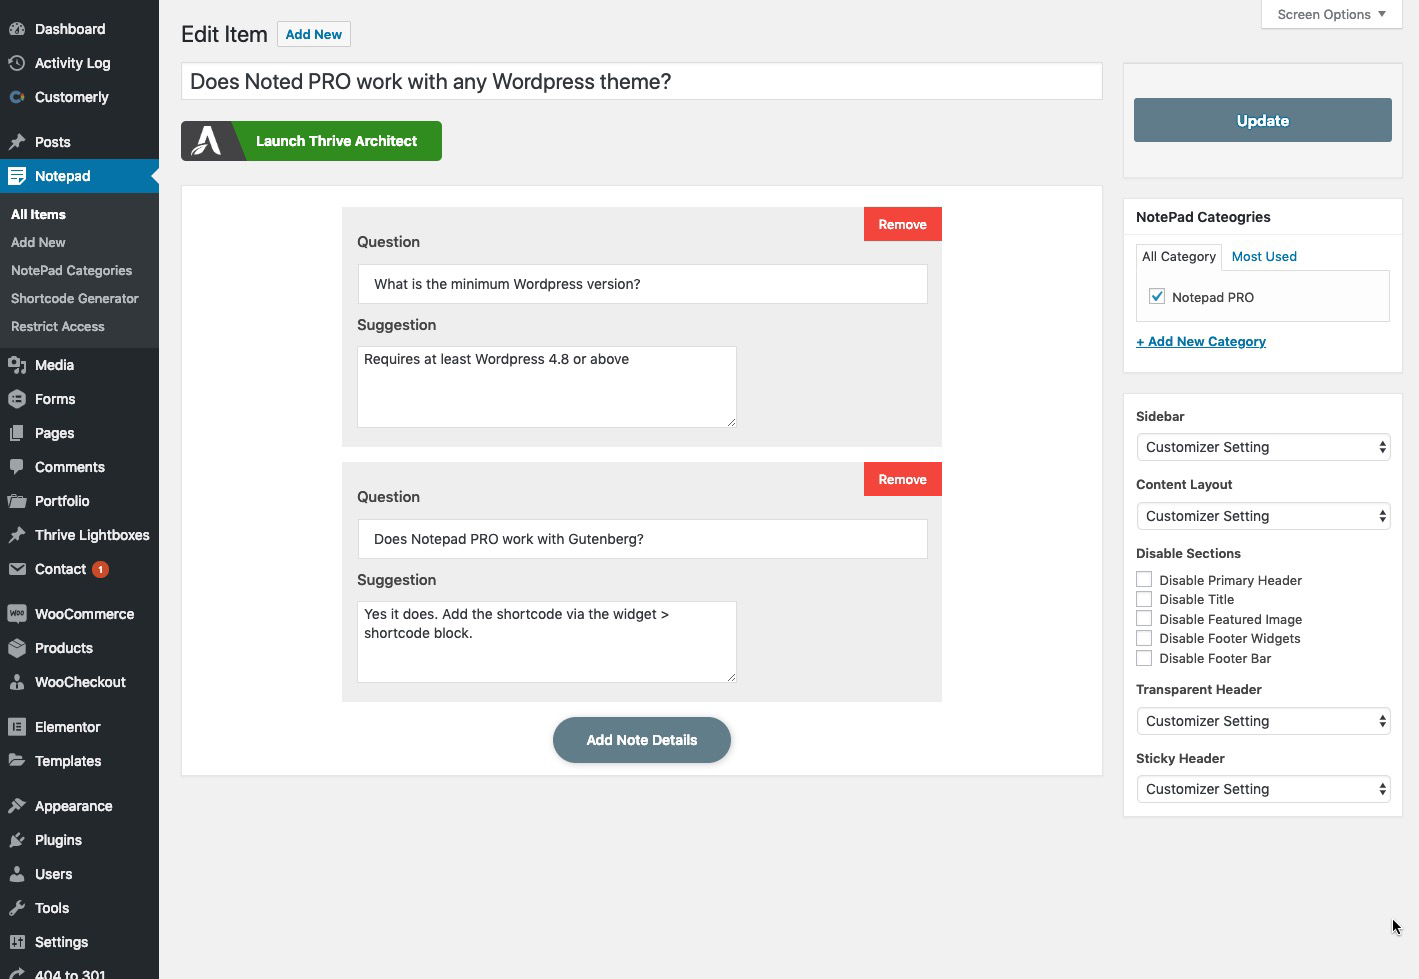 Dashboard
Activity Log
Customerly
Posts
Notepad
All Items
Add New
NotePad Categories
Shortcode Generator
Restrict Access
Media
Forms
Pages
Comments
Portfolio
Thrive Lightboxes
Contact 1
WOO WooCommerce
Products
WooCheckout
Elementor
Templates
Appearance
Plugins
Users
Tools
Settings
404 to 301
Screen Options
Edit Item Add New
Does Noted PRO work with any Wordpress theme?
Launch Thrive Architect
Remove
Question
What is the minimum Wordpress version?
Suggestion
Requires at least Wordpress 4.8 or above
Remove
Question
Does Notepad PRO work with Gutenberg?
Suggestion
Yes it does. Add the shortcode via the widget >
shortcode block.
Add Note Details
Update
NotePad Cateogries
All Category Most Used
Notepad PRO
+ Add New Category
Sidebar
Customizer Setting
Content Layout
Customizer Setting
Disable Sections
Disable Primary Header
Disable Title
Disable Featured Image
Disable Footer Widgets
Disable Footer Bar
Transparent Header
Customizer Setting
Sticky Header
Customizer Setting